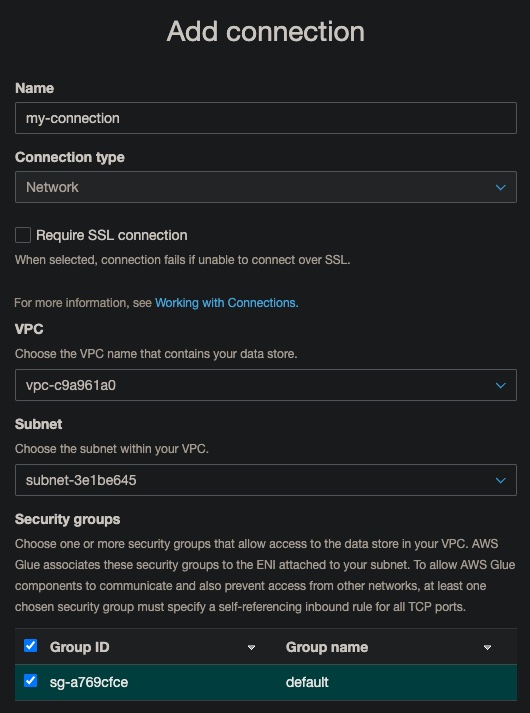 Add connection
Name
my-connection
Connection type
Network
Require SSL connection
When selected, connection fails if unable to connect over SSL.
For more information, see Working with Connections.
VPC
Choose the VPC name that contains your data store.
vpc-c9a961a0
Subnet
Choose the subnet within your VPC.
subnet-3e1be645
Security groups
Choose one or more security groups that allow access to the data store in your VPC. AWS
Glue associates these security groups to the ENI attached to your subnet. To allow AWS Glue
components to communicate and also prevent access from other networks, at least one
chosen security group must specify a self-referencing inbound rule for all TCP ports.
Group ID Group name
sg-a769cfce default